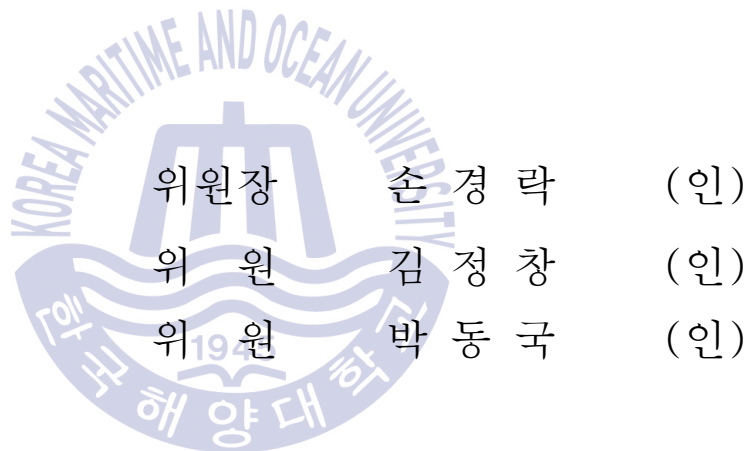 KOREA MARITIME AND OCEAN UNIVERSITY
위원장 손 경 락 (인)
위 원 김 정 창 (인)
위 원 박 동 국 (인)
1945
한국해양대학교